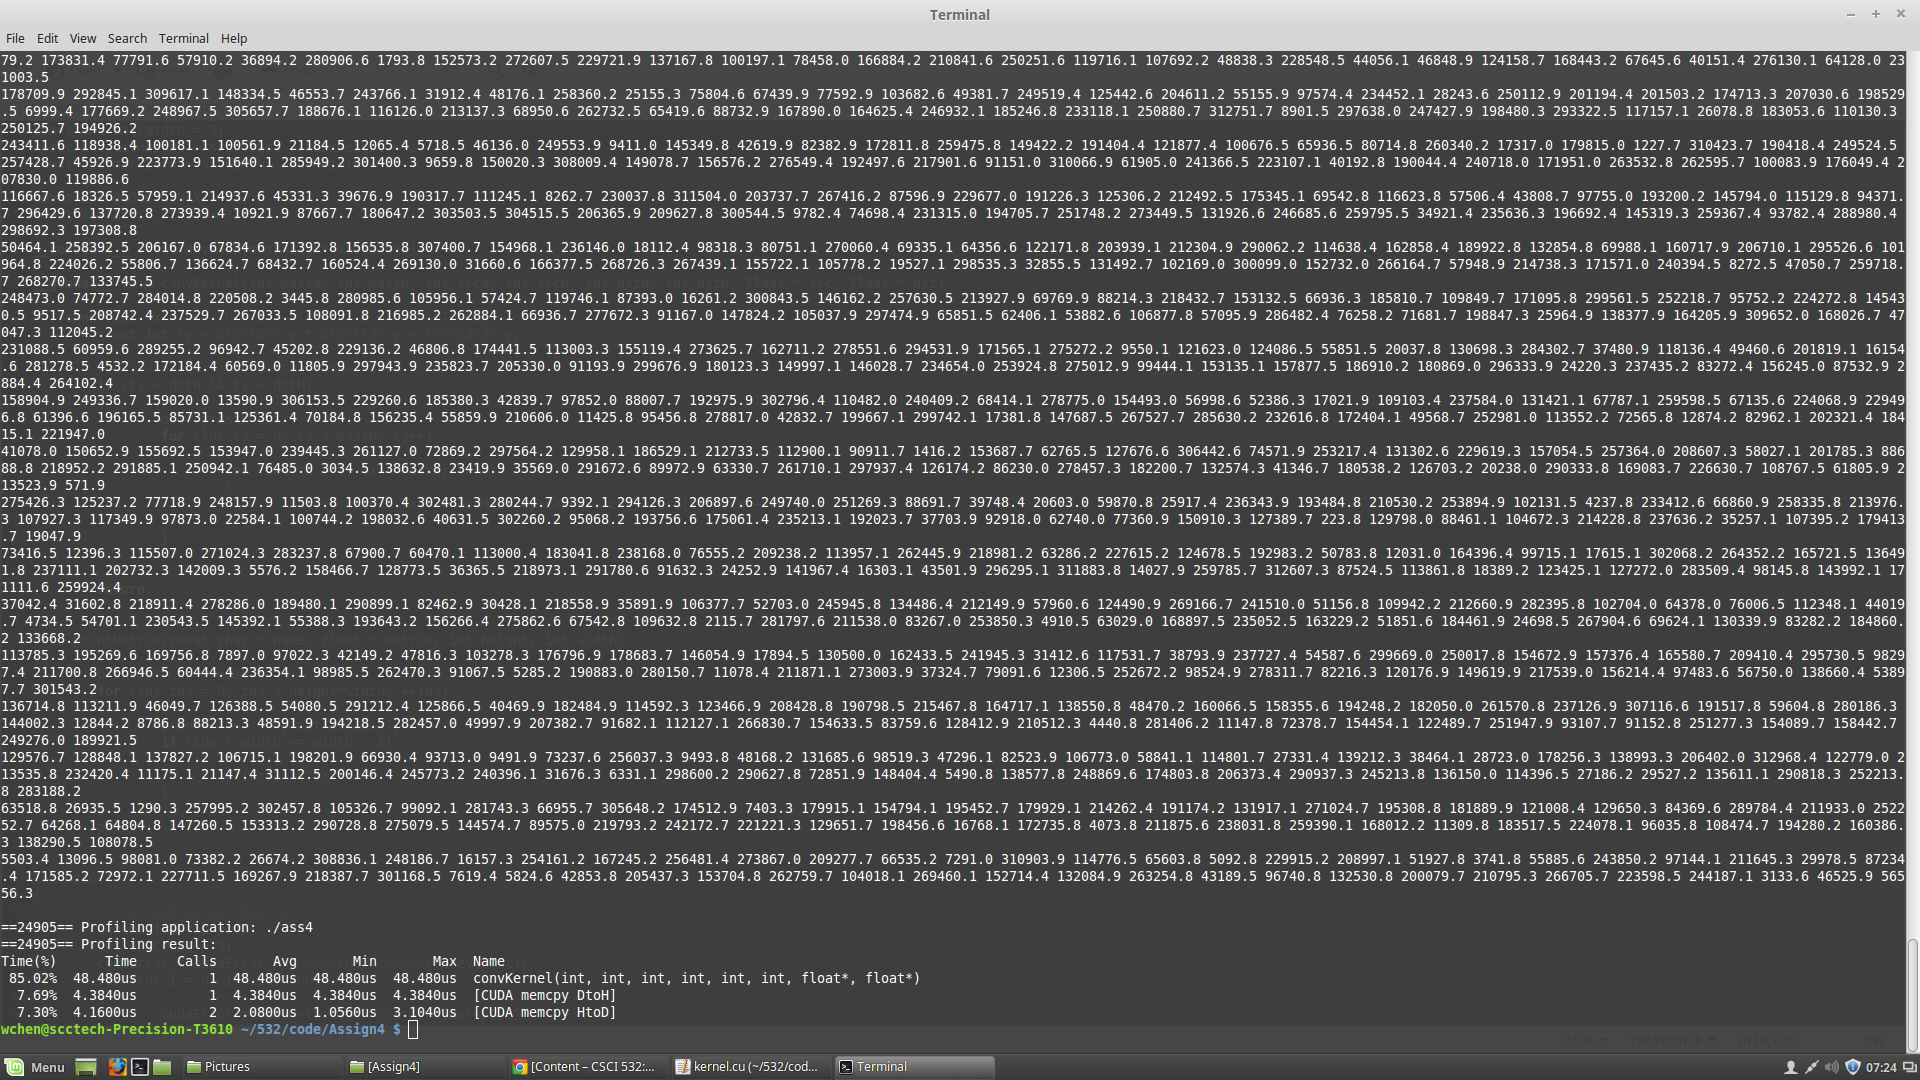 Terminal
File Edit View Search Terminal Help
79.2 173831.4 77791.6 57910.2 36894.2 280906.6 1793.8 152573.2 272607.5 229721.9 137167.8 100197.1 78458.0 166884.2 210841.6 250251.6 119716.1 107692.2 48838.3 228548.5 44056.1 46848.9 124158.7 168443.2 67645.6 40151.4 276130.1 64128.0 23
1003.5
178709.9 292845.1 309617.1 148334.5 46553.7 243766.1 31912.4 48176.1 258360.2 25155.3 75804.6 67439.9 77592.9 103682.6 49381.7 249519.4 125442.6 204611.2 55155.9 97574.4 234452.1 28243.6 250112.9 201194.4 201503.2 174713.3 207030.6 198529
.5 6999.4 177669.2 248967.5 305657.7 188676.1 116126.0 213137.3 68950.6 262732.5 65419.6 88732.9 167890.0 164625.4 246932.1 185246.8 233118.1 250880.7 312751.7 8901.5 297638.0 247427.9 198480.3 293322.5 117157.1 26078.8 183053.6 110130.3
250125.7 194926.2
243411.6 118938.4 100181.1 100561.9 21184.5 12065.4 5718.5 46136.0 249553.9 9411.0 145349.8 42619.9 82382.9 172811.8 259475.8 149422.2 191404.4 121877.4 100676.5 65936.5 80714.8 260340.2 17317.0 179815.0 1227.7 310423.7 190418.4 249524.5
257428.7 45926.9 223773.9 151640.1 285949.2 301400.3 9659.8 150020.3 308009.4 149078.7 156576.2 276549.4 192497.6 217901.6 91151.0 310066.9 61905.0 241366.5 223107.1 40192.8 190044.4 240718.0 171951.0 263532.8 262595.7 100083.9 176049.4 2
07830.0 119886.6
116667.6 18326.5 57959.1 214937.6 45331.3 39676.9 190317.7 111245.1 8262.7 230037.8 311504.0 203737.7 267416.2 87596.9 229677.0 191226.3 125306.2 212492.5 175345.1 69542.8 116623.8 57506.4 43808.7 97755.0 193200.2 145794.0 115129.8 94371.
7 296429.6 137720.8 273939.4 10921.9 87667.7 180647.2 303503.5 304515.5 206365.9 209627.8 300544.5 9782.4 74698.4 231315.0 194705.7 251748.2 273449.5 131926.6 246685.6 259795.5 34921.4 235636.3 196692.4 145319.3 259367.4 93782.4 288980.4
298692.3 197308.8
50464.1 258392.5 206167.0 67834.6 171392.8 156535.8 307400.7 154968.1 236146.0 18112.4 98318.3 80751.1 270060.4 69335.1 64356.6 122171.8 203939.1 212304.9 290062.2 114638.4 162858.4 189922.8 132854.8 69988.1 160717.9 206710.1 295526.6 101
964.8 224026.2 55806.7 136624.7 68432.7 160524.4 269130.0 31660.6 166377.5 268726.3 267439.1 155722.1 105778.2 19527.1 298535.3 32855.5 131492.7 102169.0 300099.0 152732.0 266164.7 57948.9 214738.3 171571.0 240394.5 8272.5 47050.7 259718.
7 268270.7 133745.5
248473.0 74772.7 284014.8 220508.2 3445.8 280985.6 105956.1 57424.7 119746.1 87393.0 16261.2 300843.5 146162.2 257630.5 213927.9 69769.9 88214.3 218432.7 153132.5 66936.3 185810.7 109849.7 171095.8 299561.5 252218.7 95752.2 224272.8 14543
0.5 9517.5 208742.4 237529.7 267033.5 108091.8 216985.2 262884.1 66936.7 277672.3 91167.0 147824.2 105037.9 297474.9 65851.5 62406.1 53882.6 106877.8 57095.9 286482.4 76258.2 71681.7 198847.3 25964.9 138377.9 164205.9 309652.0 168026.7 47
047.3 112045.2
231088.5 60959.6 289255.2 96942.7 45202.8 229136.2 46806.8 174441.5 113003.3 155119.4 273625.7 162711.2 278551.6 294531.9 171565.1 275272.2 9550.1 121623.0 124086.5 55851.5 20037.8 130698.3 284302.7 37480.9 118136.4 49460.6 201819.1 16154
.6 281278.5 4532.2 172184.4 60569.0 11805.9 297943.9 235823.7 205330.0 91193.9 299676.9 180123.3 149997.1 146028.7 234654.0 253924.8 275012.9 99444.1 153135.1 157877.5 186910.2 180869.0 296333.9 24220.3 237435.2 83272.4 156245.0 87532.9 2
884.4 264102.4
158904.9 249336.7 159020.0 13590.9 306153.5 229260.6 185380.3 42839.7 97852.0 88007.7 192975.9 302796.4 110482.0 240409.2 68414.1 278775.0 154493.0 56998.6 52386.3 17021.9 109103.4 237584.0 131421.1 67787.1 259598.5 67135.6 224068.9 22949
6.8 61396.6 196165.5 85731.1 125361.4 70184.8 156235.4 55859.9 210606.0 11425.8 95456.8 278817.0 42832.7 199667.1 299742.1 17381.8 147687.5 267527.7 285630.2 232616.8 172404.1 49568.7 252981.0 113552.2 72565.8 12874.2 82962.1 202321.4 184
15.1 221947.0
41078.0 150652.9 155692.5 153947.0 239445.3 261127.0 72869.2 297564.2 129958.1 186529.1 212733.5 112900.1 90911.7 1416.2 153687.7 62765.5 127676.6 306442.6 74571.9 253217.4 131302.6 229619.3 157054.5 257364.0 208607.3 58027.1 201785.3 886
88.8 218952.2 291885.1 250942.1 76485.0 3034.5 138632.8 23419.9 35569.0 291672.6 89972.9 63330.7 261710.1 297937.4 126174.2 86230.0 278457.3 182200.7 132574.3 41346.7 180538.2 126703.2 20238.0 290333.8 169083.7 226630.7 108767.5 61805.9 2
13523.9 571.9
275426.3 125237.2 77718.9 248157.9 11503.8 100370.4 302481.3 280244.7 9392.1 294126.3 206897.6 249740.0 251269.3 88691.7 39748.4 20603.0 59870.8 25917.4 236343.9 193484.8 210530.2 253894.9 102131.5 4237.8 233412.6 66860.9 258335.8 213976.
3 107927.3 117349.9 97873.0 22584.1 100744.2 198032.6 40631.5 302260.2 95068.2 193756.6 175061.4 235213.1 192023.7 37703.9 92918.0 62740.0 77360.9 150910.3 127389.7 223.8 129798.0 88461.1 104672.3 214228.8 237636.2 35257.1 107395.2 179413
.7 19047.9
73416.5 12396.3 115507.0 271024.3 283237.8 67900.7 60470.1 113000.4 183041.8 238168.0 76555.2 209238.2 113957.1 262445.9 218981.2 63286.2 227615.2 124678.5 192983.2 50783.8 12031.0 164396.4 99715.1 17615.1 302068.2 264352.2 165721.5 13649
1.8 237111.1 202732.3 142009.3 5576.2 158466.7 128773.5 36365.5 218973.1 291780.6 91632.3 24252.9 141967.4 16303.1 43501.9 296295.1 311883.8 14027.9 259785.7 312607.3 87524.5 113861.8 18389.2 123425.1 127272.0 283509.4 98145.8 143992.1 17
1111.6 259924.4
37042.4 31602.8 218911.4 278286.0 189480.1 290899.1 82462.9 30428.1 218558.9 35891.9 106377.7 52703.0 245945.8 134486.4 212149.9 57960.6 124490.9 269166.7 241510.0 51156.8 109942.2 212660.9 282395.8 102704.0 64378.0 76006.5 112348.1 44019
.7 4734.5 54701.1 230543.5 145392.1 55388.3 193643.2 156266.4 275862.6 67542.8 109632.8 2115.7 281797.6 211538.0 83267.0 253850.3 4910.5 63029.0 168897.5 235052.5 163229.2 51851.6 184461.9 24698.5 267904.6 69624.1 130339.9 83282.2 184860.
2 133668.2
113785.3 195269.6 169756.8 7897.0 97022.3 42149.2 47816.3 103278.3 176796.9 178683.7 146054.9 17894.5 130500.0 162433.5 241945.3 31412.6 117531.7 38793.9 237727.4 54587.6 299669.0 250017.8 154672.9 157376.4 165580.7 209410.4 295730.5 9829
7.4 211700.8 266946.5 60444.4 236354.1 98985.5 262470.3 91067.5 5285.2 190883.0 280150.7 11078.4 211871.1 273003.9 37324.7 79091.6 12306.5 252672.2 98524.9 278311.7 82216.3 120176.9 149619.9 217539.0 156214.4 97483.6 56750.0 138660.4 5389
7.7 301543.2
136714.8 113211.9 46049.7 126388.5 54080.5 291212.4 125866.5 40469.9 182484.9 114592.3 123466.9 208428.8 190798.5 215467.8 164717.1 138550.8 48470.2 160066.5 158355.6 194248.2 182050.0 261570.8 237126.9 307116.6 191517.8 59604.8 280186.3
144002.3 12844.2 8786.8 88213.3 48591.9 194218.5 282457.0 49997.9 207382.7 91682.1 112127.1 266830.7 154633.5 83759.6 128412.9 210512.3 4440.8 281406.2 11147.8 72378.7 154454.1 122489.7 251947.9 93107.7 91152.8 251277.3 154089.7 158442.7
249276.0 189921.5
129576.7 128848.1 137827.2 106715.1 198201.9 66930.4 93713.0 9491.9 73237.6 256037.3 9493.8 48168.2 131685.6 98519.3 47296.1 82523.9 106773.0 58841.1 114801.7 27331.4 139212.3 38464.1 28723.0 178256.3 138993.3 206402.0 312968.4 122779.0 2
13535.8 232420.4 11175.1 21147.4 31112.5 200146.4 245773.2 240396.1 31676.3 6331.1 298600.2 290627.8 72851.9 148404.4 5490.8 138577.8 248869.6 174803.8 206373.4 290937.3 245213.8 136150.0 114396.5 27186.2 29527.2 135611.1 290818.3 252213.
8 283188.2
63518.8 26935.5 1290.3 257995.2 302457.8 105326.7 99092.1 281743.3 66955.7 305648.2 174512.9 7403.3 179915.1 154794.1 195452.7 179929.1 214262.4 191174.2 131917.1 271024.7 195308.8 181889.9 121008.4 129650.3 84369.6 289784.4 211933.0 2522
52.7 64268.1 64804.8 147260.5 153313.2 290728.8 275079.5 144574.7 89575.0 219793.2 242172.7 221221.3 129651.7 198456.6 16768.1 172735.8 4073.8 211875.6 238031.8 259390.1 168012.2 11309.8 183517.5 224078.1 96035.8 108474.7 194280.2 160386.
3 138290.5 108078.5
5503.4 13096.5 98081.0 73382.2 26674.2 308836.1 248186.7 16157.3 254161.2 167245.2 256481.4 273867.0 209277.7 66535.2 7291.0 310903.9 114776.5 65603.8 5092.8 229915.2 208997.1 51927.8 3741.8 55885.6 243850.2 97144.1 211645.3 29978.5 87234
.4 171585.2 72972.1 227711.5 169267.9 218387.7 301168.5 7619.4 5824.6 42853.8 205437.3 153704.8 262759.7 104018.1 269460.1 152714.4 132084.9 263254.8 43189.5 96740.8 132530.8 200079.7 210795.3 266705.7 223598.5 244187.1 3133.6 46525.9 565
56.3
==24905== Profiling application: ./ass4
==24905== Profiling result:
Time(%) Time Calls Avg Min Max Name
85.02% 48.480us 1 48.480us 48.480us 48.480us convKernel(int, int, int, int, int, int, float*, float*)
7.69% 4.3840us 1 4.3840us 4.3840us 4.3840us [CUDA memcpy DtoH]
7.30% 4.1600us 2 2.0800us 1.0560us 3.1040us [CUDA memcpy HtoD]
wchen@scctech-Precision-T3610 ~/532/code/Assign4 $
Menu Pictures [Assign4] [Content – CSCI 532:... kernel.cu (~/532/cod... Terminal 07:24